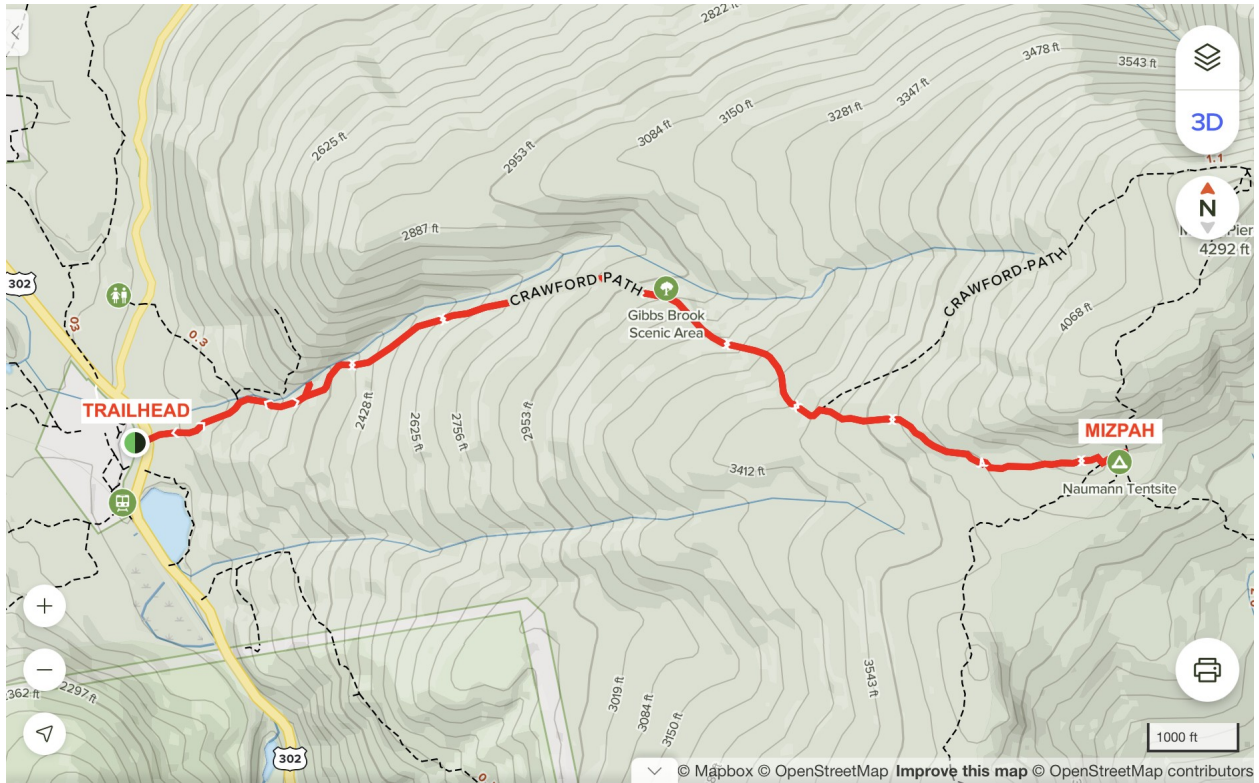 2822 ft
3478 ft
3543 ft
3347 ft
3281 ft
3150 ft
3084 ft
2953 ft
2625 ft
3D
1.1
N
4292 ft
2887 ft
302
03
0.3
CRAWFORD PATH
CRAWFORD-PATH
Gibbs Brook
Scenic Area
4068 ft
TRAILHEAD
2428 ft
2625 ft
2756 ft
2953 ft
MIZPAH
3412 ft
Naumann Tentsite
2297 ft
3019 ft
3084 ft
3150 ft
3543 ft
302
1000 ft
© Mapbox © OpenStreetMap Improve this map © OpenStreetMap contributors